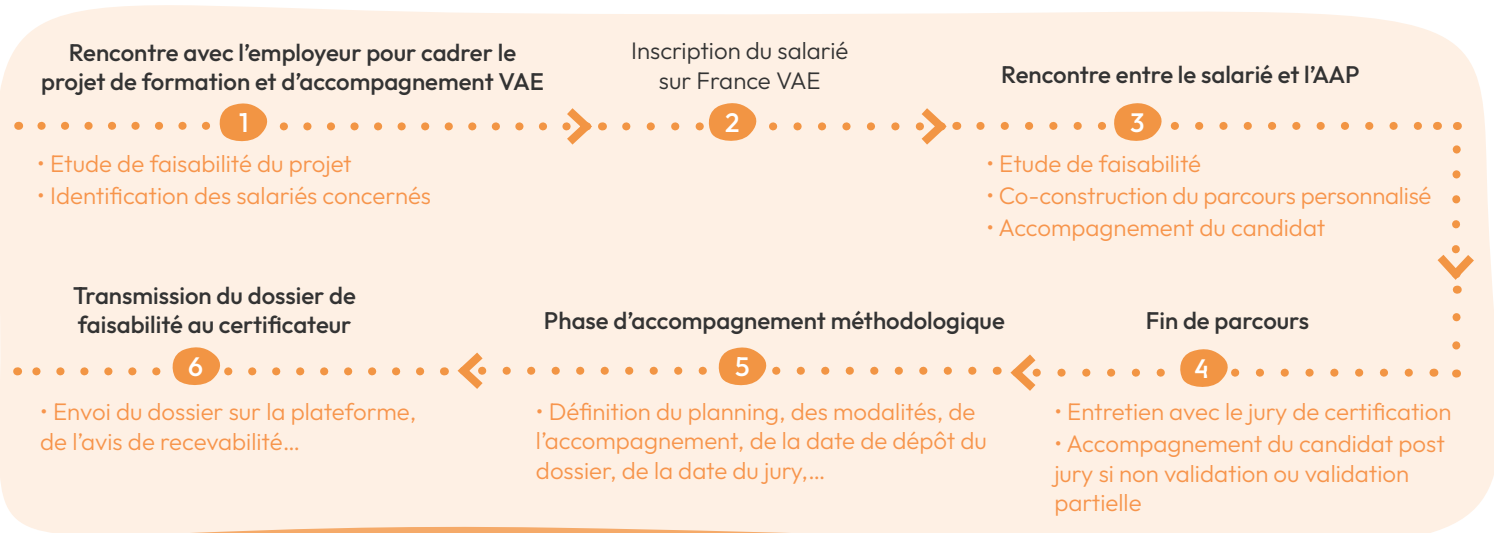 Rencontre avec l'employeur pour cadrer le
projet de formation et d'accompagnement VAE
1
• Etude de faisabilité du projet
• Identification des salariés concernés
Inscription du salarié
sur France VAE
2
Rencontre entre le salarié et l'AAP
3
• Etude de faisabilité
• Co-construction du parcours personnalisé
• Accompagnement du candidat
Fin de parcours
4
• Entretien avec le jury de certification
• Accompagnement du candidat post
jury si non validation ou validation
partielle
Phase d'accompagnement méthodologique
5
• Définition du planning, des modalités, de
l'accompagnement, de la date de dépôt du
dossier, de la date du jury,...
Transmission du dossier de
faisabilité au certificateur
6
• Envoi du dossier sur la plateforme,
de l'avis de recevabilité...